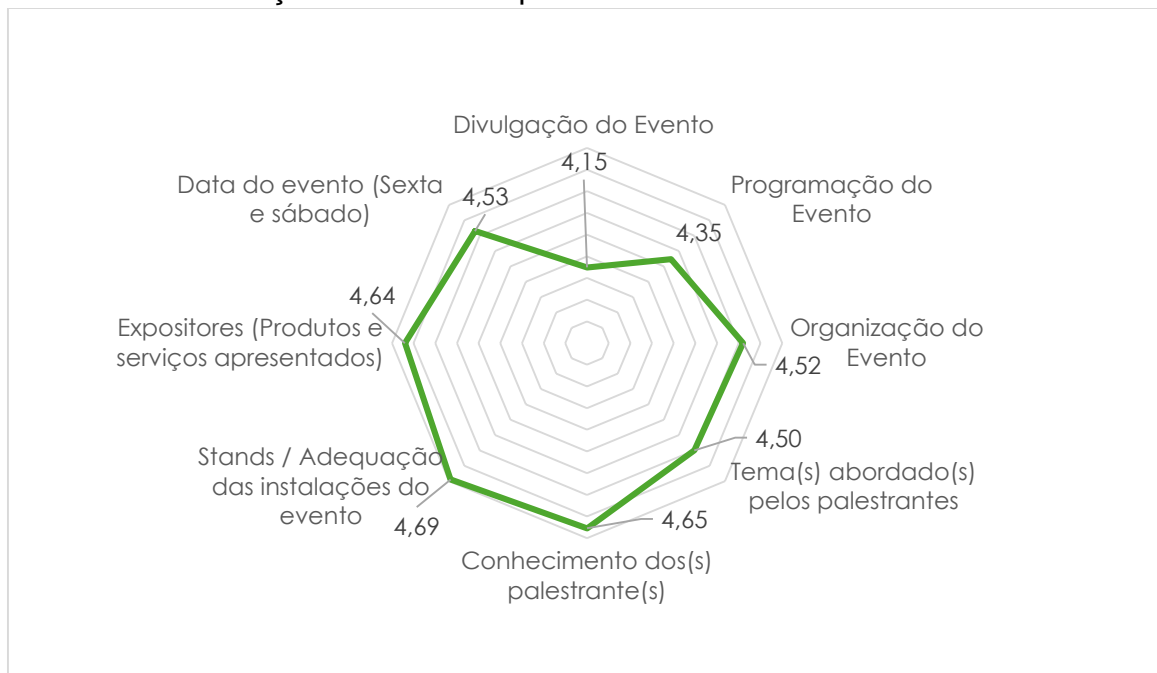 Divulgação do Evento
4,15
Programação do
Evento
4,35
Organização do
Evento
4,52
4,50
Tema(s) abordado(s)
pelos palestrantes
4,65
Conhecimento dos(s)
palestrante(s)
Stands / Adequação
das instalações do
evento
4,69
4,64
Expositores (Produtos e
serviços apresentados)
Data do evento (Sexta
e sábado)
4,53